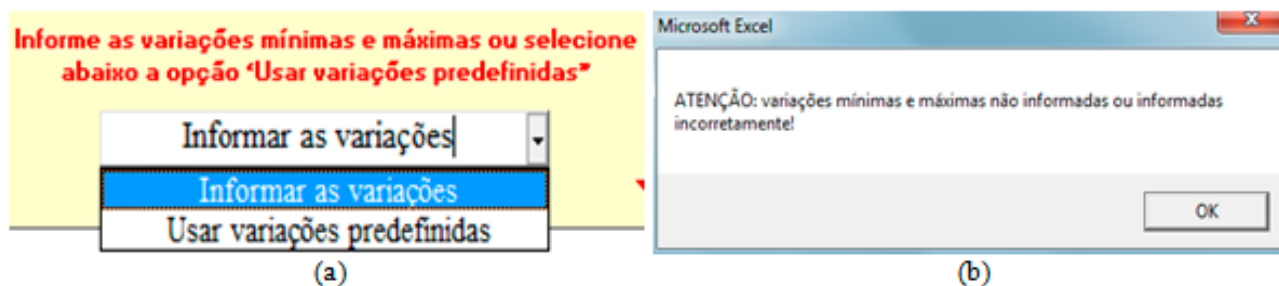 Informe as variações mínimas e máximas ou selecione
abaixo a opção ‘Usar variações predefinidas”
Informar as variações
Informar as variações
Usar variações predefinidas
(a)
Microsoft Excel
ATENÇÃO: variações mínimas e máximas não informadas ou informadas
incorretamente!
OK
(b)